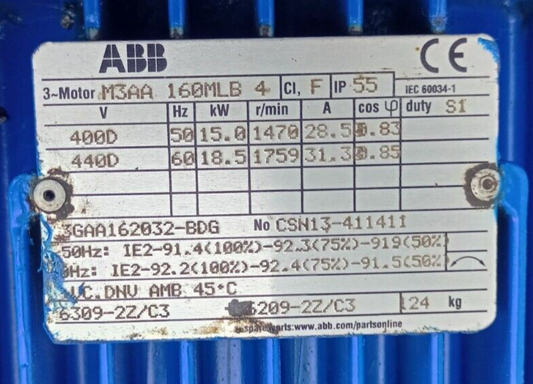 ABB CE
3~Motor M3AA 160MLB 4 Cl, F IP 55 IEC 60034-1
V Hz kW r/min A cos φ duty S1
400D 50 15.0 1470 28.5 0.83
440D 60 18.5 1759 31.3 0.85
3GAA162032-BDG No CSN13-411411
50Hz: IE2-91.4(100%)-92.3(75%)-919(50%)
0Hz: IE2-92.2(100%)-92.4(75%)-91.5(50%)
.C.DNV AMB 45°C
6309-2Z/C3 6209-2Z/C3 124 kg
spareparts:www.abb.com/partsonline